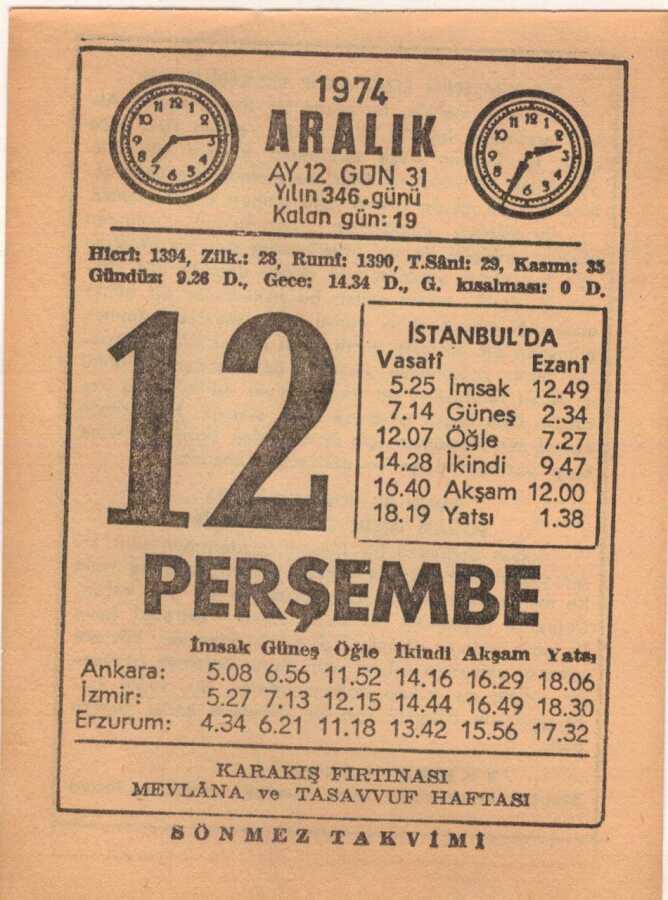 1974
ARALIK
AY 12 GÜN 31
Yılın 346.günü
Kalan gün: 19
Hicrî: 1394, Zilk.: 28, Rumî: 1390, T.Sâni: 29, Kasım: 35
Gündüz: 9.26 D., Gece: 14.34 D., G. kısalması: 0 D.
12
İSTANBUL'DA
Vasatî Ezanî
5.25 İmsak 12.49
7.14 Güneş 2.34
12.07 Öğle 7.27
14.28 İkindi 9.47
16.40 Akşam 12.00
18.19 Yatsı 1.38
PERŞEMBE
İmsak Güneş Öğle İkindi Akşam Yatsı
Ankara: 5.08 6.56 11.52 14.16 16.29 18.06
İzmir: 5.27 7.13 12.15 14.44 16.49 18.30
Erzurum: 4.34 6.21 11.18 13.42 15.56 17.32
KARAKIŞ FIRTINASI
MEVLÂNA ve TASAVVUF HAFTASI
SÖNMEZ TAKVİMİ